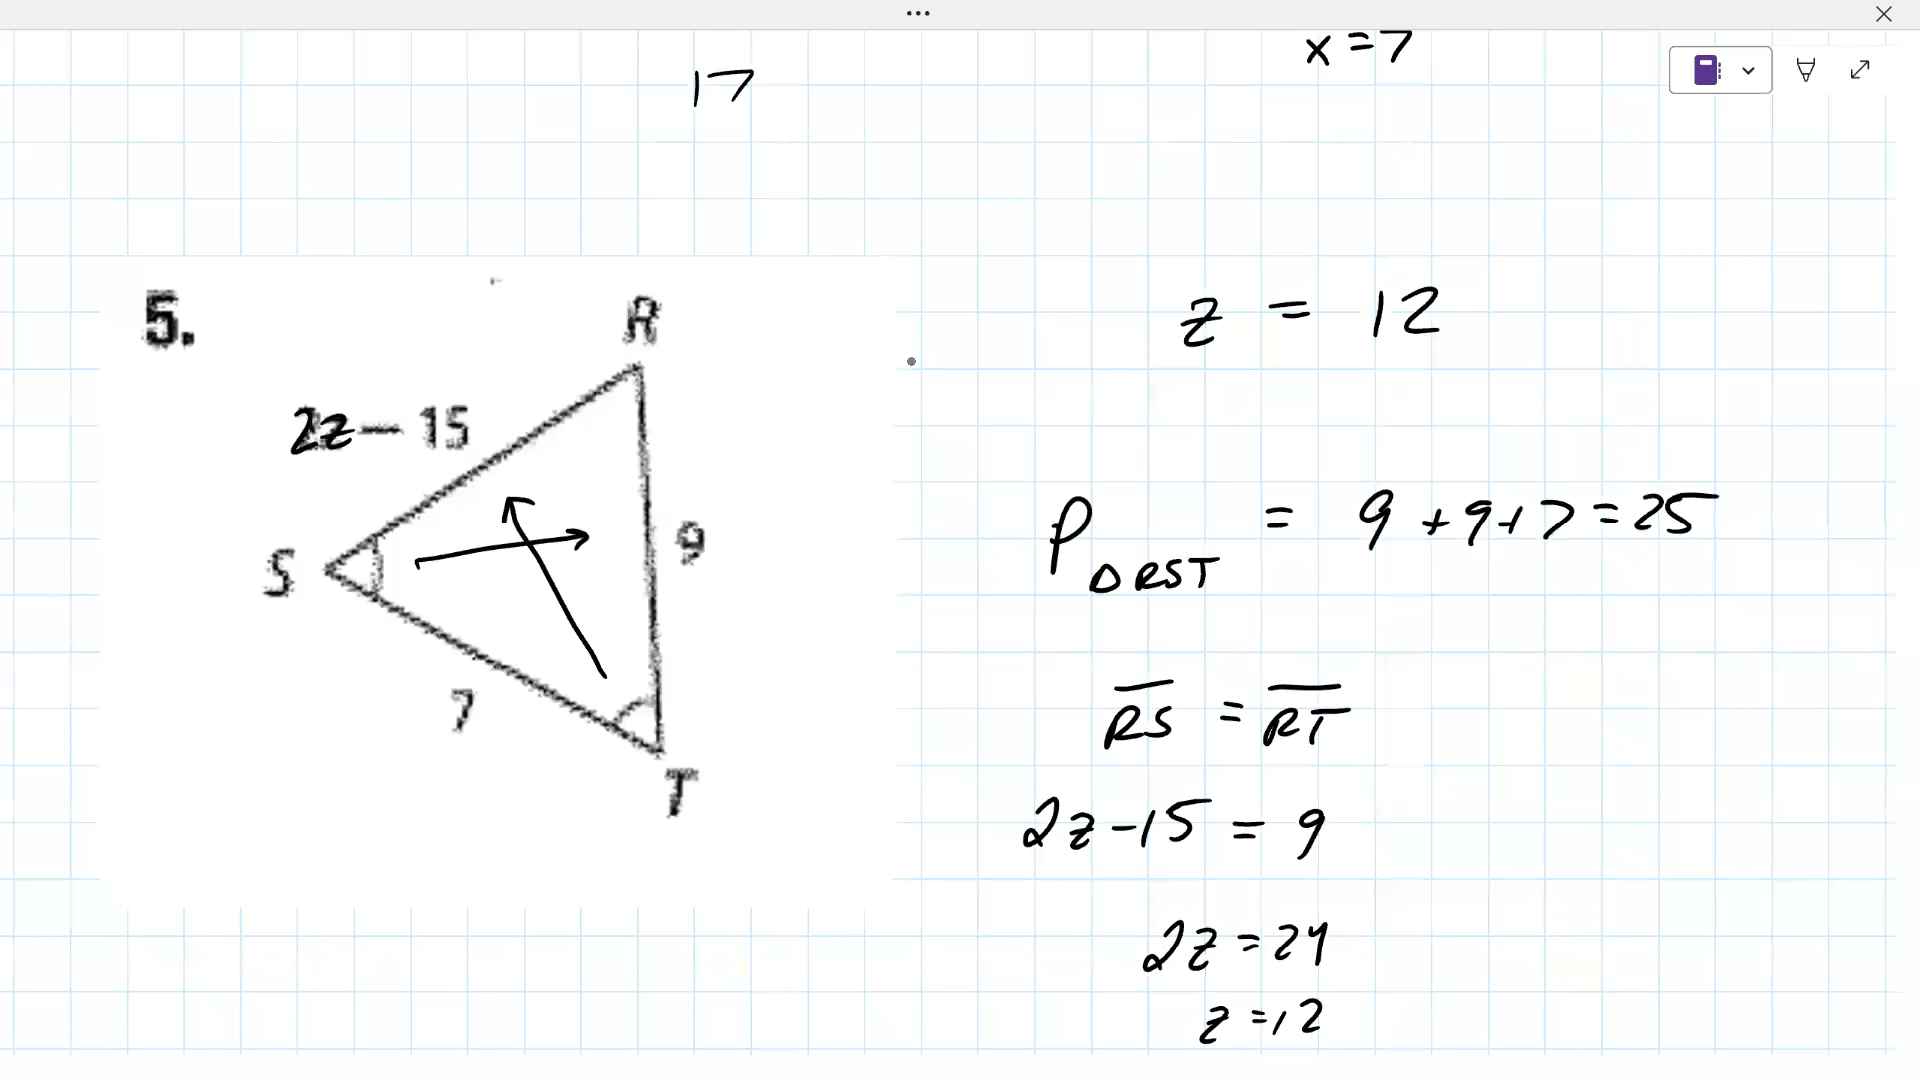 x = 7
17
5.
R
2z - 15
S
9
7
T
z = 12
P△RST = 9 + 9 + 7 = 25
RS = RT
2z - 15 = 9
2z = 24
z = 12